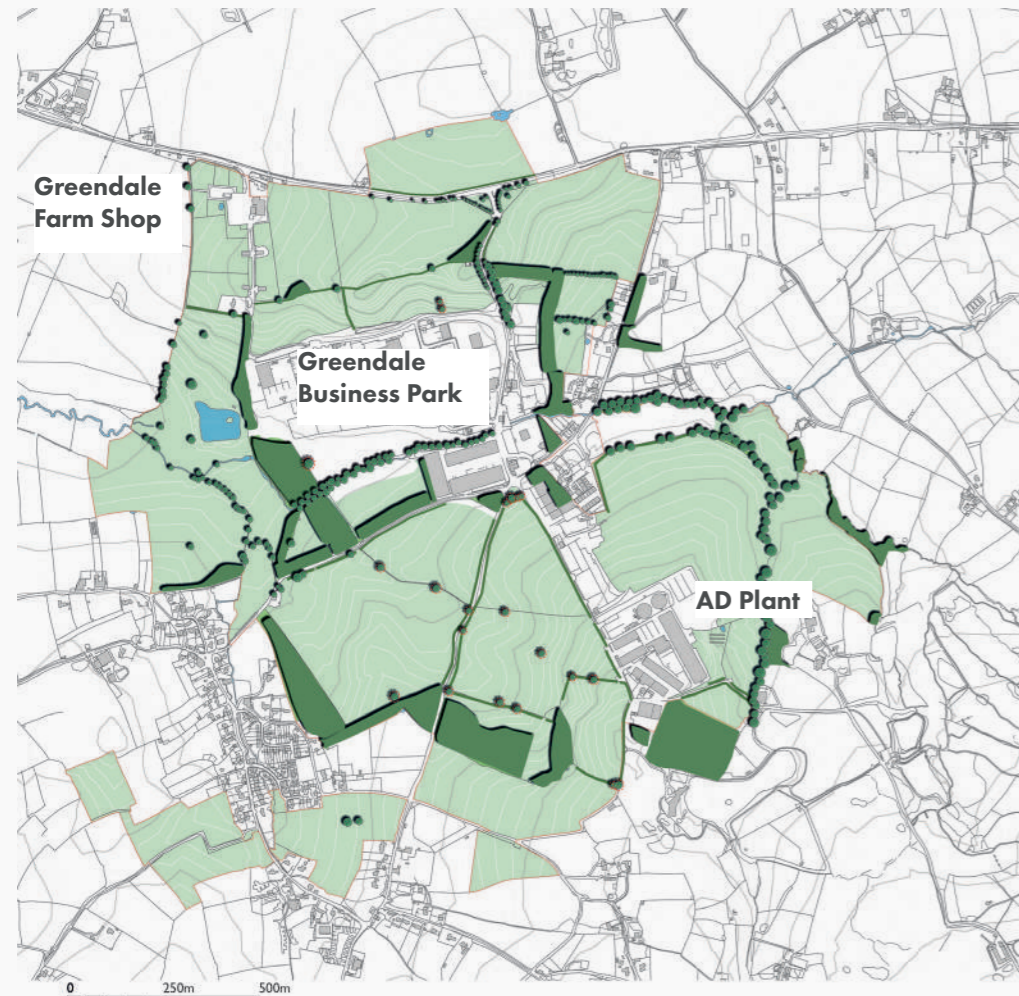 Greendale
Farm Shop
Greendale
Business Park
AD Plant
0 250m 500m